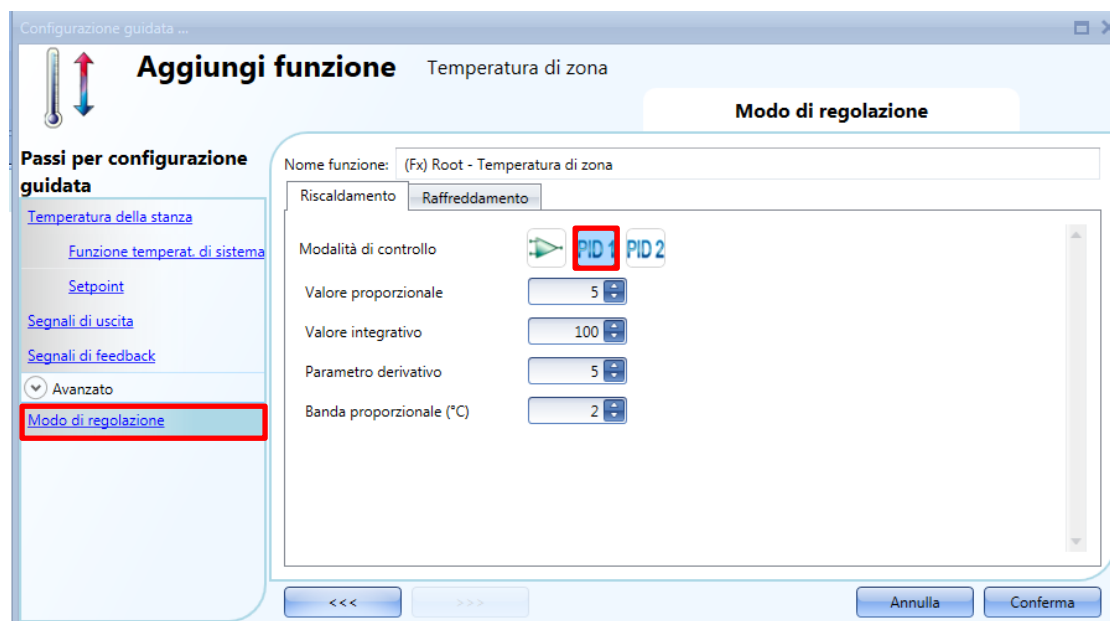 Configurazione guidata ...
Aggiungi funzione Temperatura di zona
Modo di regolazione
Passi per configurazione
guidata
Temperatura della stanza
Funzione temperat. di sistema
Setpoint
Segnali di uscita
Segnali di feedback
Avanzato
Modo di regolazione
Nome funzione: (Fx) Root - Temperatura di zona
Riscaldamento Raffreddamento
Modalità di controllo PID 1 PID 2
Valore proporzionale 5
Valore integrativo 100
Parametro derivativo 5
Banda proporzionale (°C) 2
<<< >>> Annulla Conferma